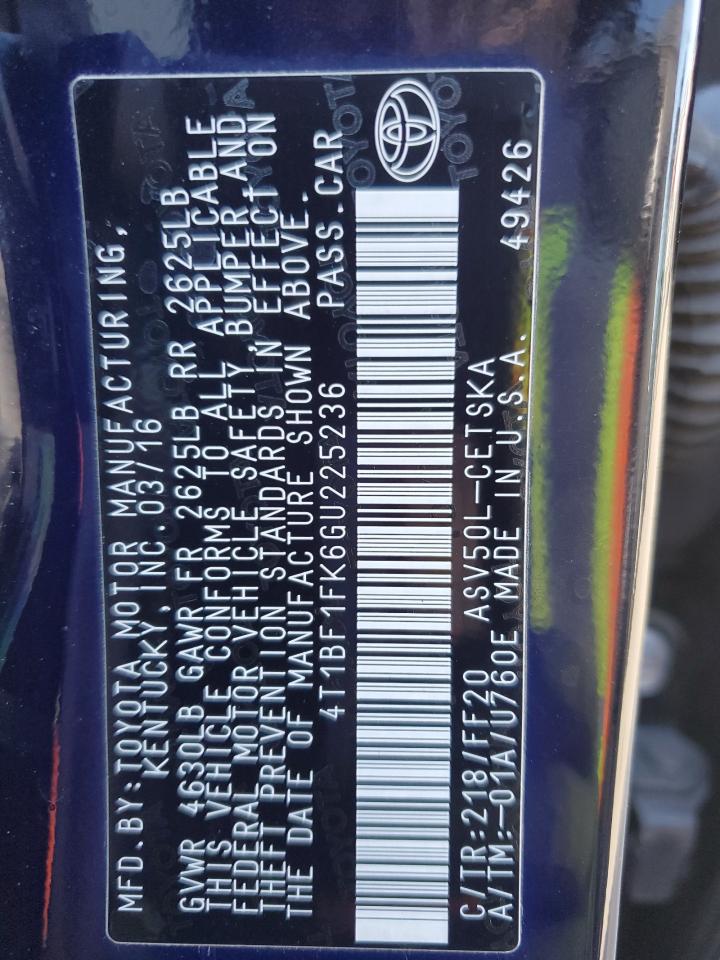 MFD.BY:TOYOTA MOTOR MANUFACTURING,
KENTUCKY, INC.03/16
GVWR 4630LB GAWR FR 2625LB RR 2625LB
THIS VEHICLE CONFORMS TO ALL APPLICABLE
FEDERAL MOTOR VEHICLE SAFETY BUMPER AND
THEFT PREVENTION STANDARDS IN EFFECT ON
THE DATE OF MANUFACTURE SHOWN ABOVE.
4T1BF1FK6GU225236 PASS.CAR
C/TR:218/FF20 ASV50L-CETSKA 49426
A/TM:-01A/U760E MADE IN U.S.A.